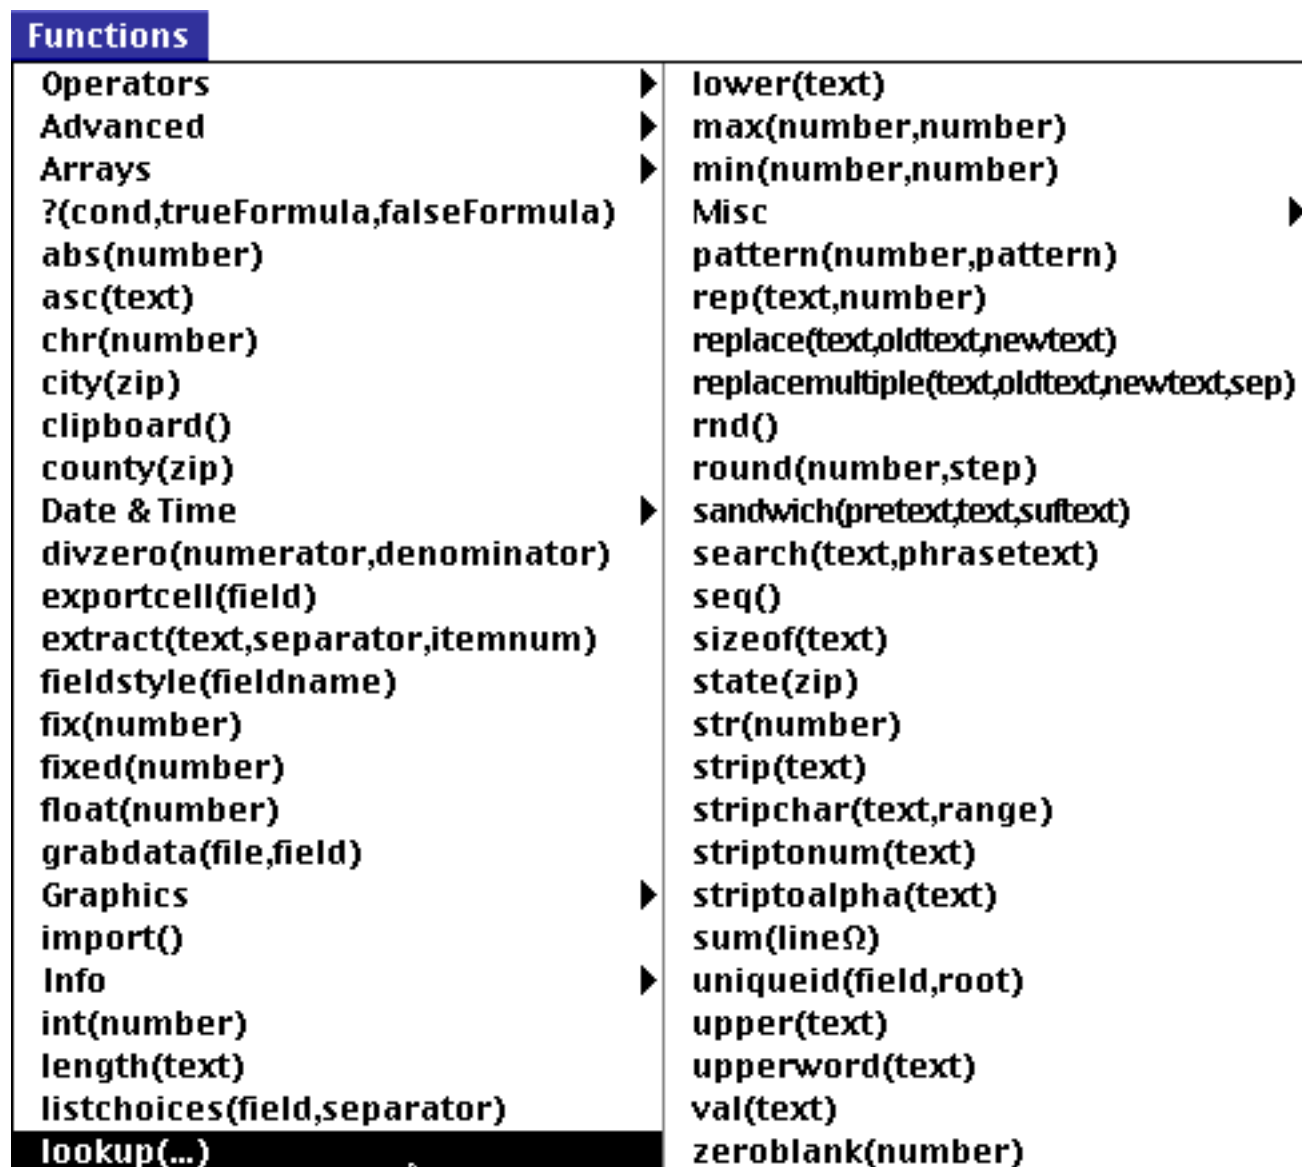 Functions
Operators
Advanced
Arrays
?(cond,trueFormula,falseFormula)
abs(number)
asc(text)
chr(number)
city(zip)
clipboard()
county(zip)
Date & Time
divzero(numerator,denominator)
exportcell(field)
extract(text,separator,itemnum)
fieldstyle(fieldname)
fix(number)
fixed(number)
float(number)
grabdata(file,field)
Graphics
import()
Info
int(number)
length(text)
listchoices(field,separator)
lookup(...)
lower(text)
max(number,number)
min(number,number)
Misc
pattern(number,pattern)
rep(text,number)
replace(text,oldtext,newtext)
replacemultiple(text,oldtext,newtext,sep)
rnd()
round(number,step)
sandwich(pretext,text,suftext)
search(text,phrasetext)
seq()
sizeof(text)
state(zip)
str(number)
strip(text)
stripchar(text,range)
striptonum(text)
striptoalpha(text)
sum(lineΩ)
uniqueid(field,root)
upper(text)
upperword(text)
val(text)
zeroblank(number)